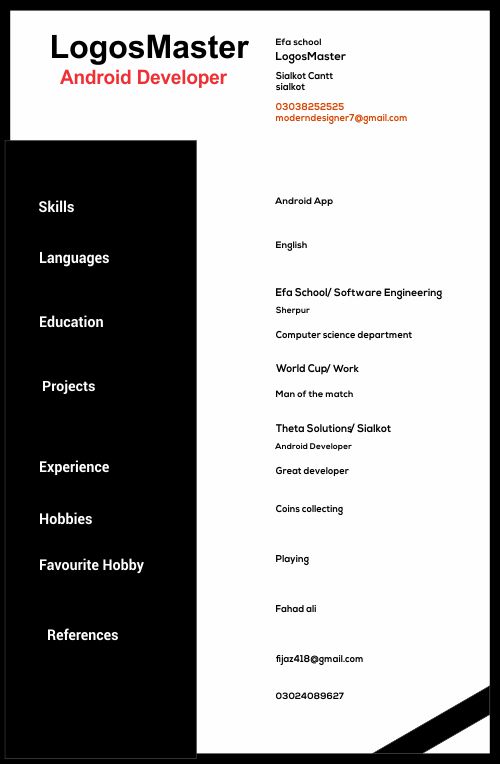 LogosMaster
Android Developer
Efa school
LogosMaster
Sialkot Cantt
sialkot
03038252525
moderndesigner7@gmail.com
Skills
Android App
Languages
English
Education
Efa School/ Software Engineering
Sherpur
Computer science department
Projects
World Cup/ Work
Man of the match
Experience
Theta Solutions/ Sialkot
Android Developer
Great developer
Hobbies
Coins collecting
Favourite Hobby
Playing
References
Fahad ali
fijaz418@gmail.com
03024089627